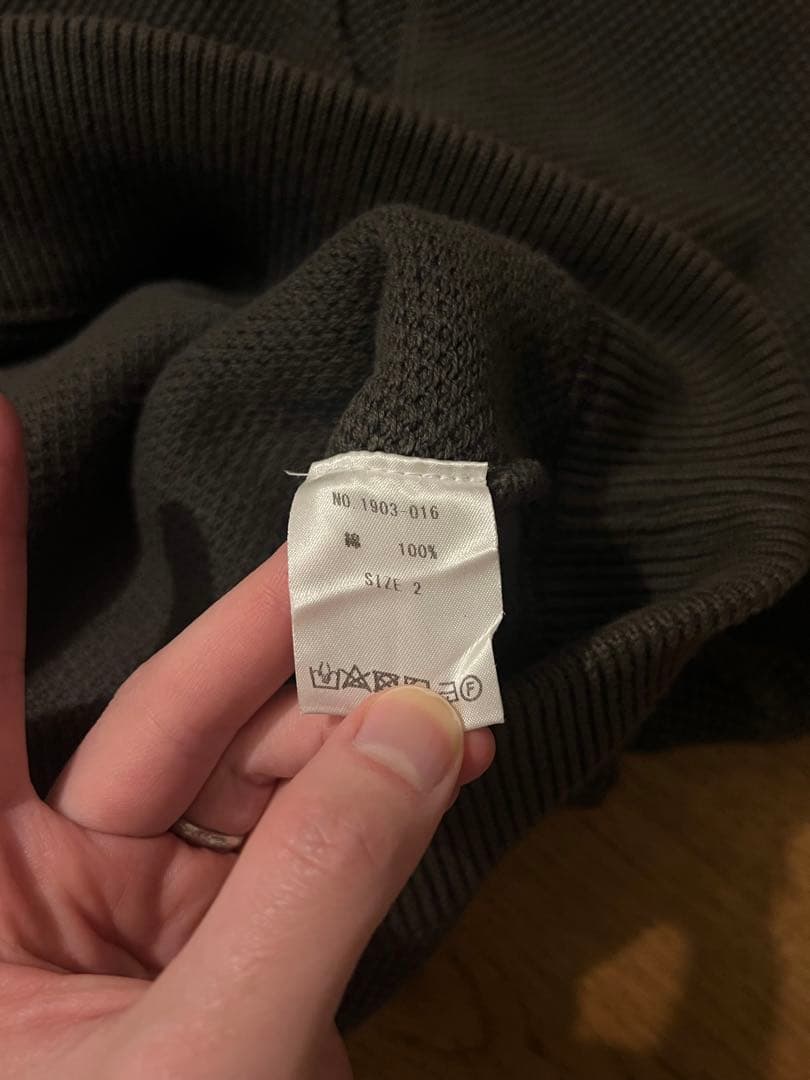 NO.1903-016
綿 100%
SIZE 2
F